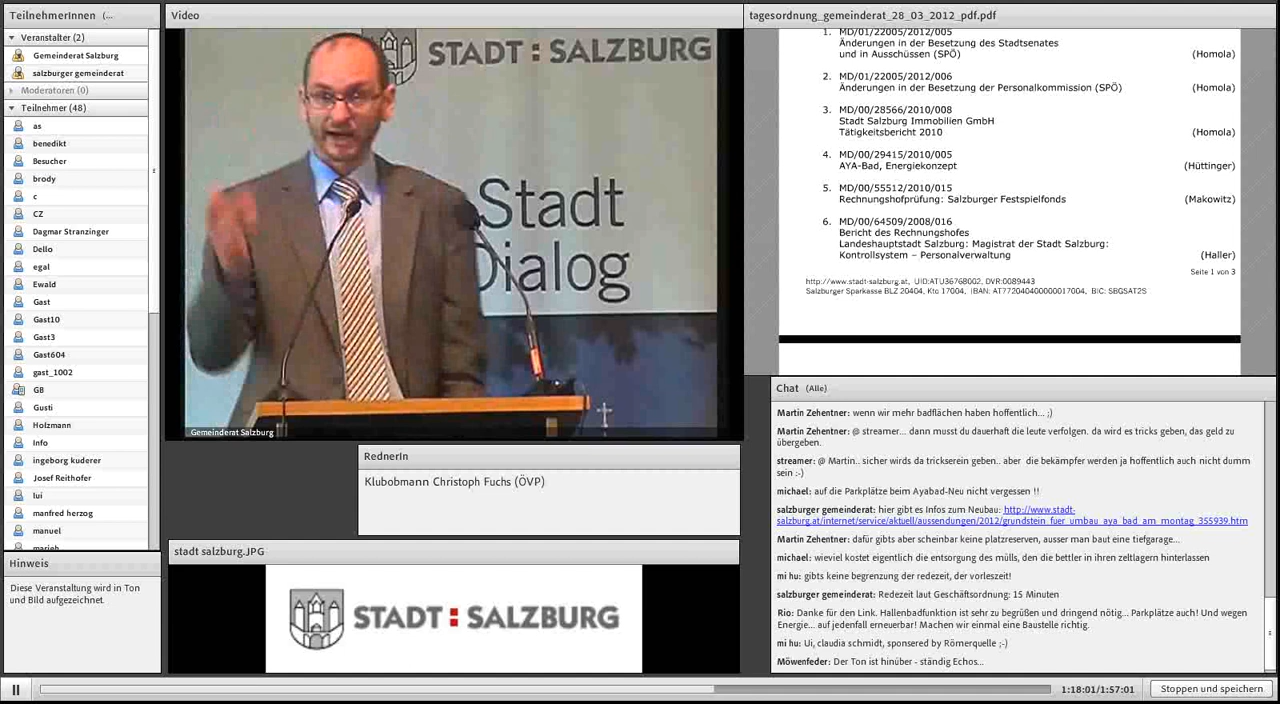 TeilnehmerInnen (...
Veranstalter (2)
Gemeinderat Salzburg
salzburger gemeinderat
Moderatoren (0)
Teilnehmer (48)
as
benedikt
Besucher
brody
c
CZ
Dagmar Stranzinger
Dello
egal
Ewald
Gast
Gast10
Gast3
Gast604
gast_1002
GB
Gusti
Holzmann
Info
ingeborg kuderer
Josef Reithofer
lui
manfred herzog
manuel
Hinweis
Diese Veranstaltung wird in Ton
und BIld aufgezeichnet.
Video
STADT : SALZBURG
Stadt
Dialog
Gemeinderat Salzburg
RednerIn
Klubobmann Christoph Fuchs (ÖVP)
stadt salzburg.JPG
STADT : SALZBURG
tagesordnung_gemeinderat_28_03_2012_pdf.pdf
1. MD/01/22005/2012/005
Änderungen in der Besetzung des Stadtsenates
und in Ausschüssen (SPÖ) (Homola)
2. MD/01/22005/2012/006
Änderungen in der Besetzung der Personalkommission (SPÖ) (Homola)
3. MD/00/28566/2010/008
Stadt Salzburg Immobilien GmbH
Tätigkeitsbericht 2010 (Homola)
4. MD/00/29415/2010/005
AYA-Bad, Energiekonzept (Hüttinger)
5. MD/00/55512/2010/015
Rechnungshofprüfung: Salzburger Festspielfonds (Makowitz)
6. MD/00/64509/2008/016
Bericht des Rechnungshofes
Landeshauptstadt Salzburg: Magistrat der Stadt Salzburg:
Kontrollsystem – Personalverwaltung (Haller)
Seite 1 von 3
http://www.stadt-salzburg.at, UID:ATU36768002, DVR:0089443
Salzburger Sparkasse BLZ 20404, Kto 17004, IBAN: AT772040400000017004, BIC: SBGSAT2S
Chat (Alle)
Martin Zehentner: wenn wir mehr badflächen haben hoffentlich... ;)
Martin Zehentner: @ streamer... dann musst du dauerhaft die leute verfolgen. da wird es tricks geben, das geld zu
übergeben.
streamer: @ Martin.. sicher wirds da trickserein geben.. aber die bekämpfer werden ja hoffentlich auch nicht dumm
sein :-)
michael: auf die Parkplätze beim Ayabad-Neu nicht vergessen !!
salzburger gemeinderat: hier gibt es Infos zum Neubau: http://www.stadt-
salzburg.at/internet/service/aktuell/aussendungen/2012/grundstein_fuer_umbau_aya_bad_am_montag_355939.htm
Martin Zehentner: dafür gibts aber scheinbar keine platzreserven, ausser man baut eine tiefgarage...
michael: wieviel kostet eigentlich die entsorgung des mülls, den die bettler in ihren zeltlagern hinterlassen
mi hu: gibts keine begrenzung der redezeit, der vorleszeit!
salzburger gemeinderat: Redezeit laut Geschäftsordnung: 15 Minuten
Rio: Danke für den Link. Hallenbadfunktion ist sehr zu begrüßen und dringend nötig... Parkplätze auch! Und wegen
Energie... auf jedenfall erneuerbar! Machen wir einmal eine Baustelle richtig.
mi hu: Ui, claudia schmidt, sponsered by Römerquelle ;-)
Möwenfeder: Der Ton ist hinüber - ständig Echos...
1:18:01/1:57:01
Stoppen und speichern